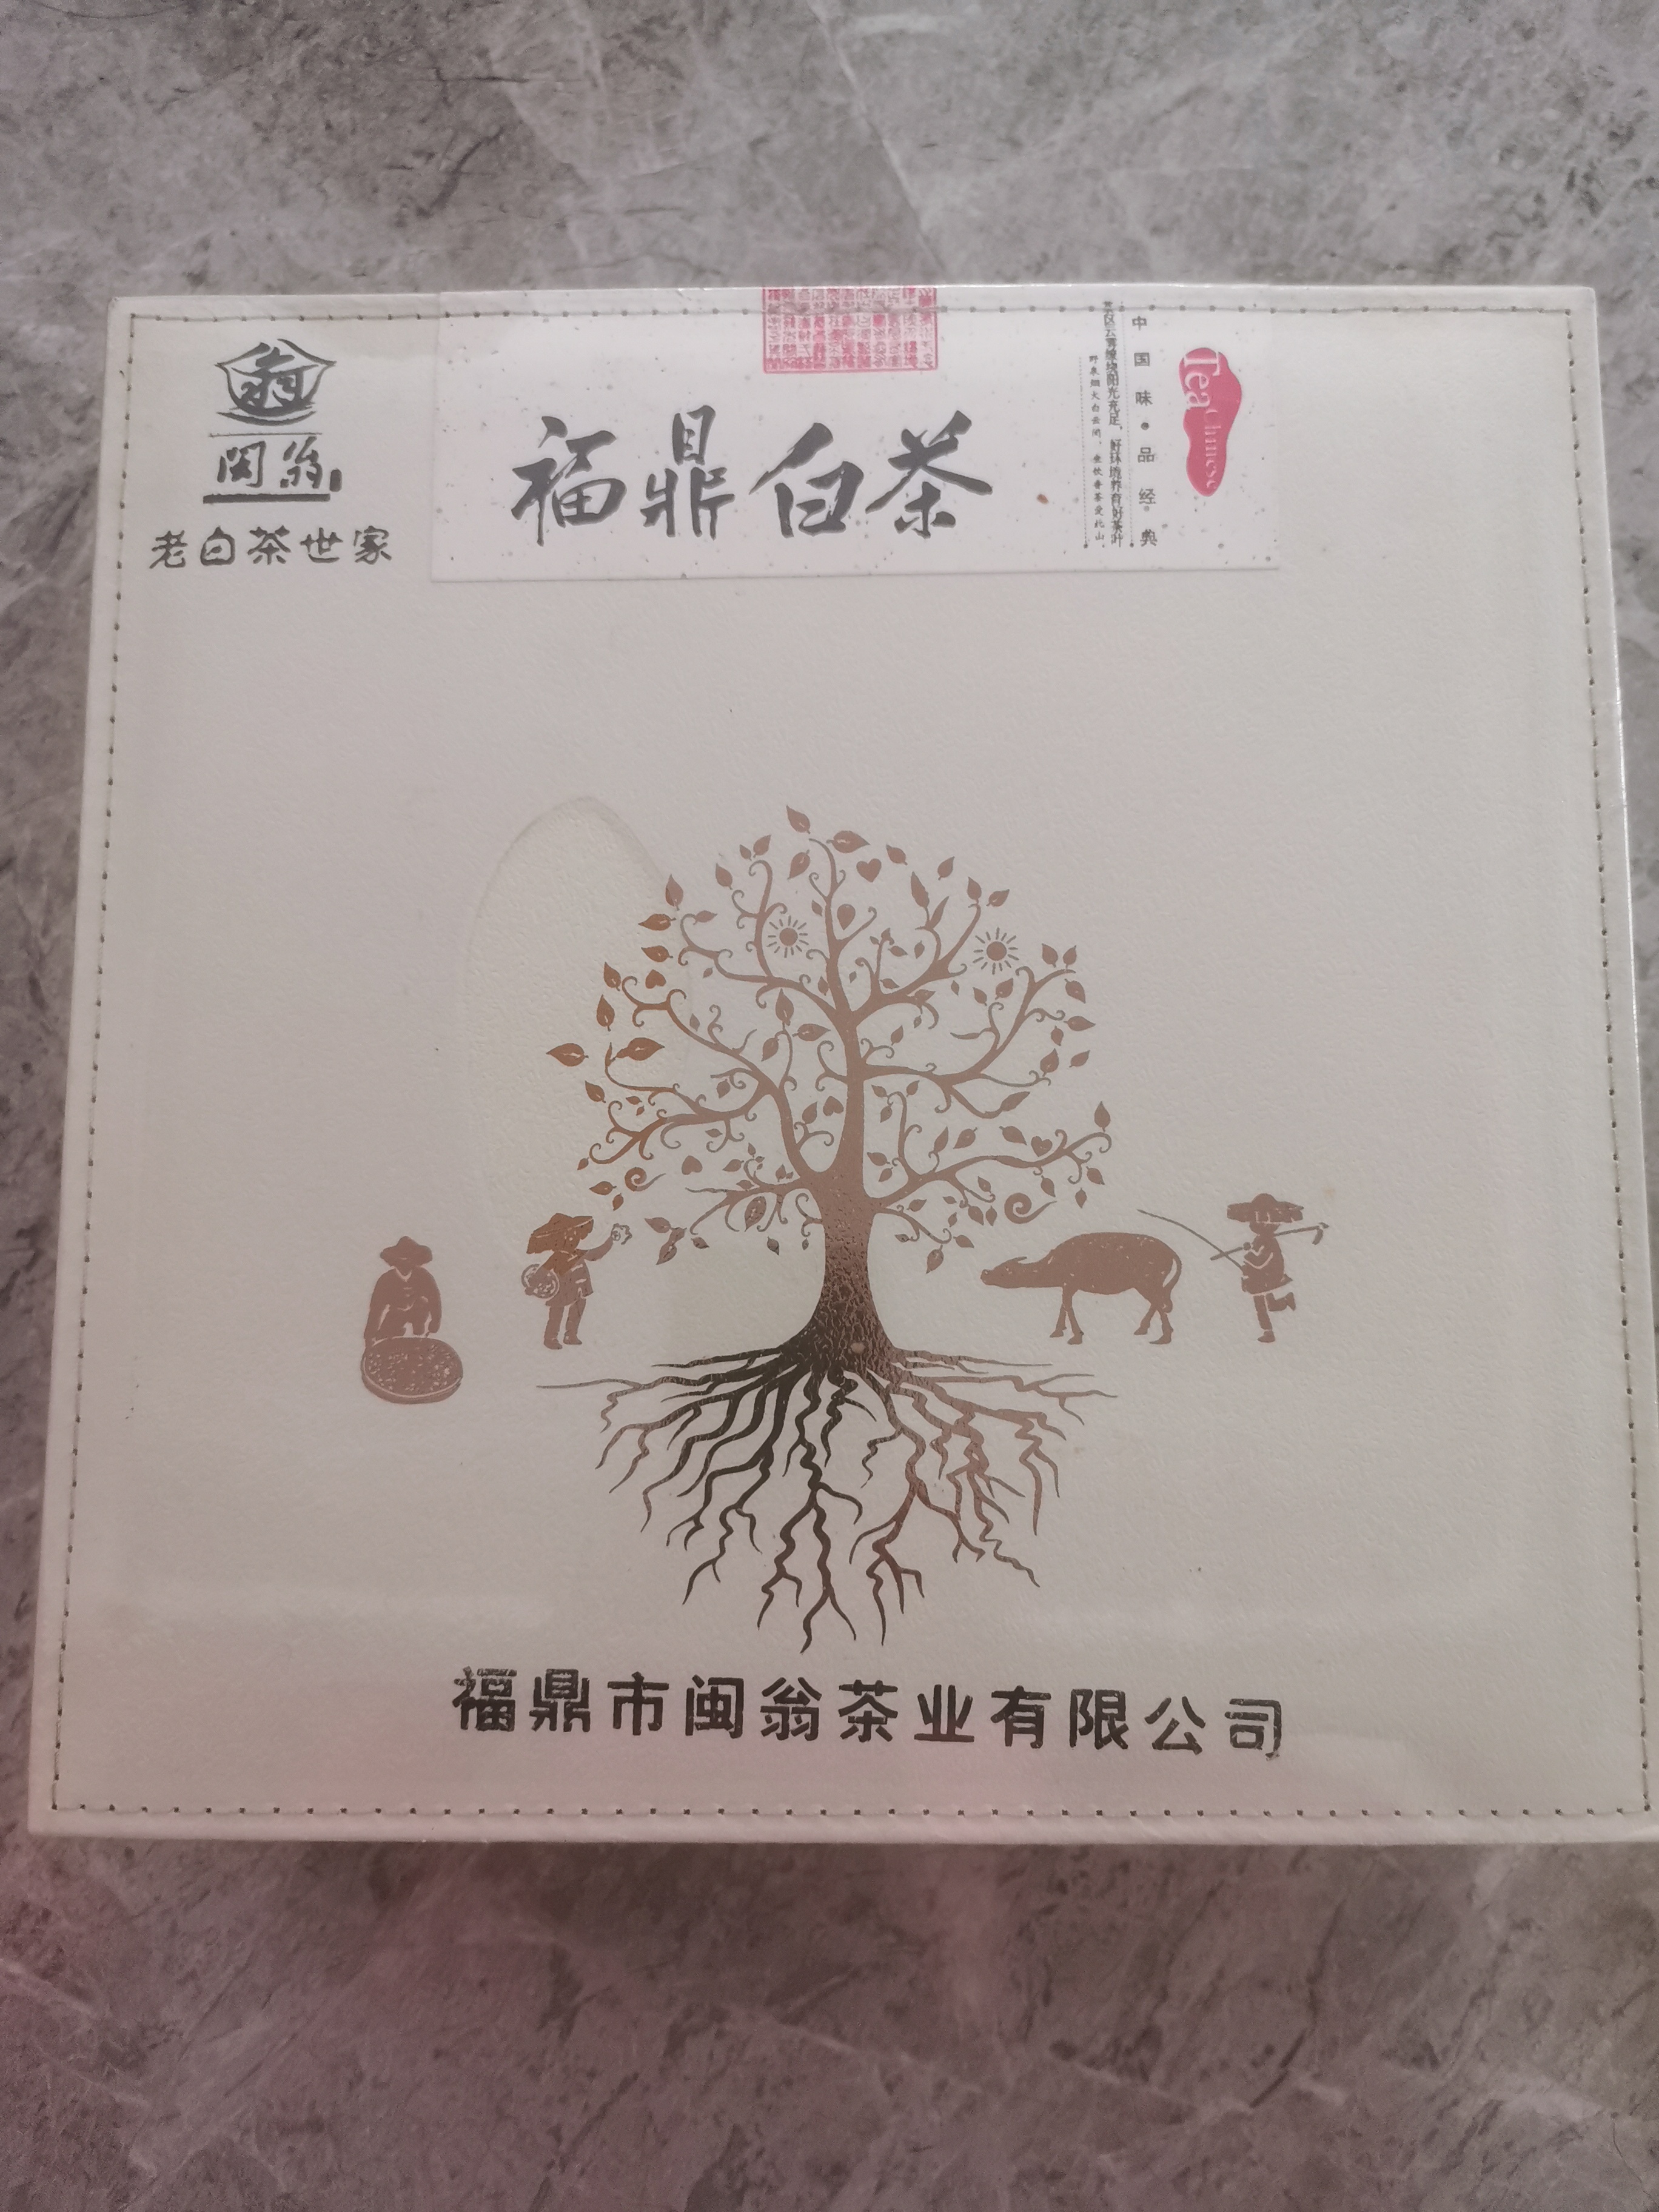 翁
闽翁
老白茶世家
福鼎白茶
中国味·品经典
Tea Chinese
福鼎市闽翁茶业有限公司